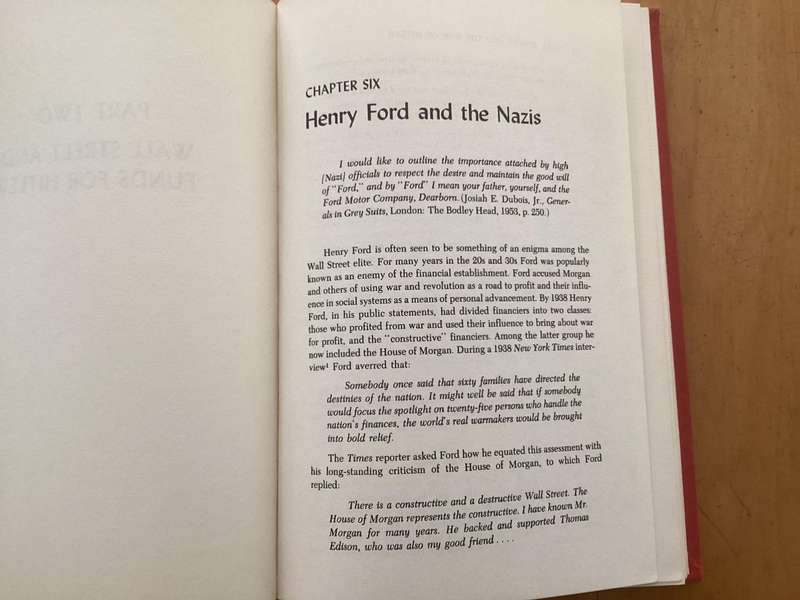 CHAPTER SIX
Henry Ford and the Nazis
I would like to outline the importance attached by high
[Nazi] officials to respect the desire and maintain the good will
of "Ford," and by "Ford" I mean your father, yourself, and the
Ford Motor Company, Dearborn. (Josiah E. Dubois, Jr., Gener-
als in Grey Suits, London: The Bodley Head, 1953, p. 250.)
Henry Ford is often seen to be something of an enigma among the
Wall Street elite. For many years in the 20s and 30s Ford was popularly
known as an enemy of the financial establishment. Ford accused Morgan
and others of using war and revolution as a road to profit and their influ-
ence in social systems as a means of personal advancement. By 1938 Henry
Ford, in his public statements, had divided financiers into two classes:
those who profited from war and used their influence to bring about war
for profit, and the "constructive" financiers. Among the latter group he
now included the House of Morgan. During a 1938 New York Times inter-
view¹ Ford averred that:
Somebody once said that sixty families have directed the
destinies of the nation. It might well be said that if somebody
would focus the spotlight on twenty-five persons who handle the
nation's finances, the world's real warmakers would be brought
into bold relief.
The Times reporter asked Ford how he equated this assessment with
his long-standing criticism of the House of Morgan, to which Ford
replied:
There is a constructive and a destructive Wall Street. The
House of Morgan represents the constructive. I have known Mr.
Morgan for many years. He backed and supported Thomas
Edison, who was also my good friend . . . .